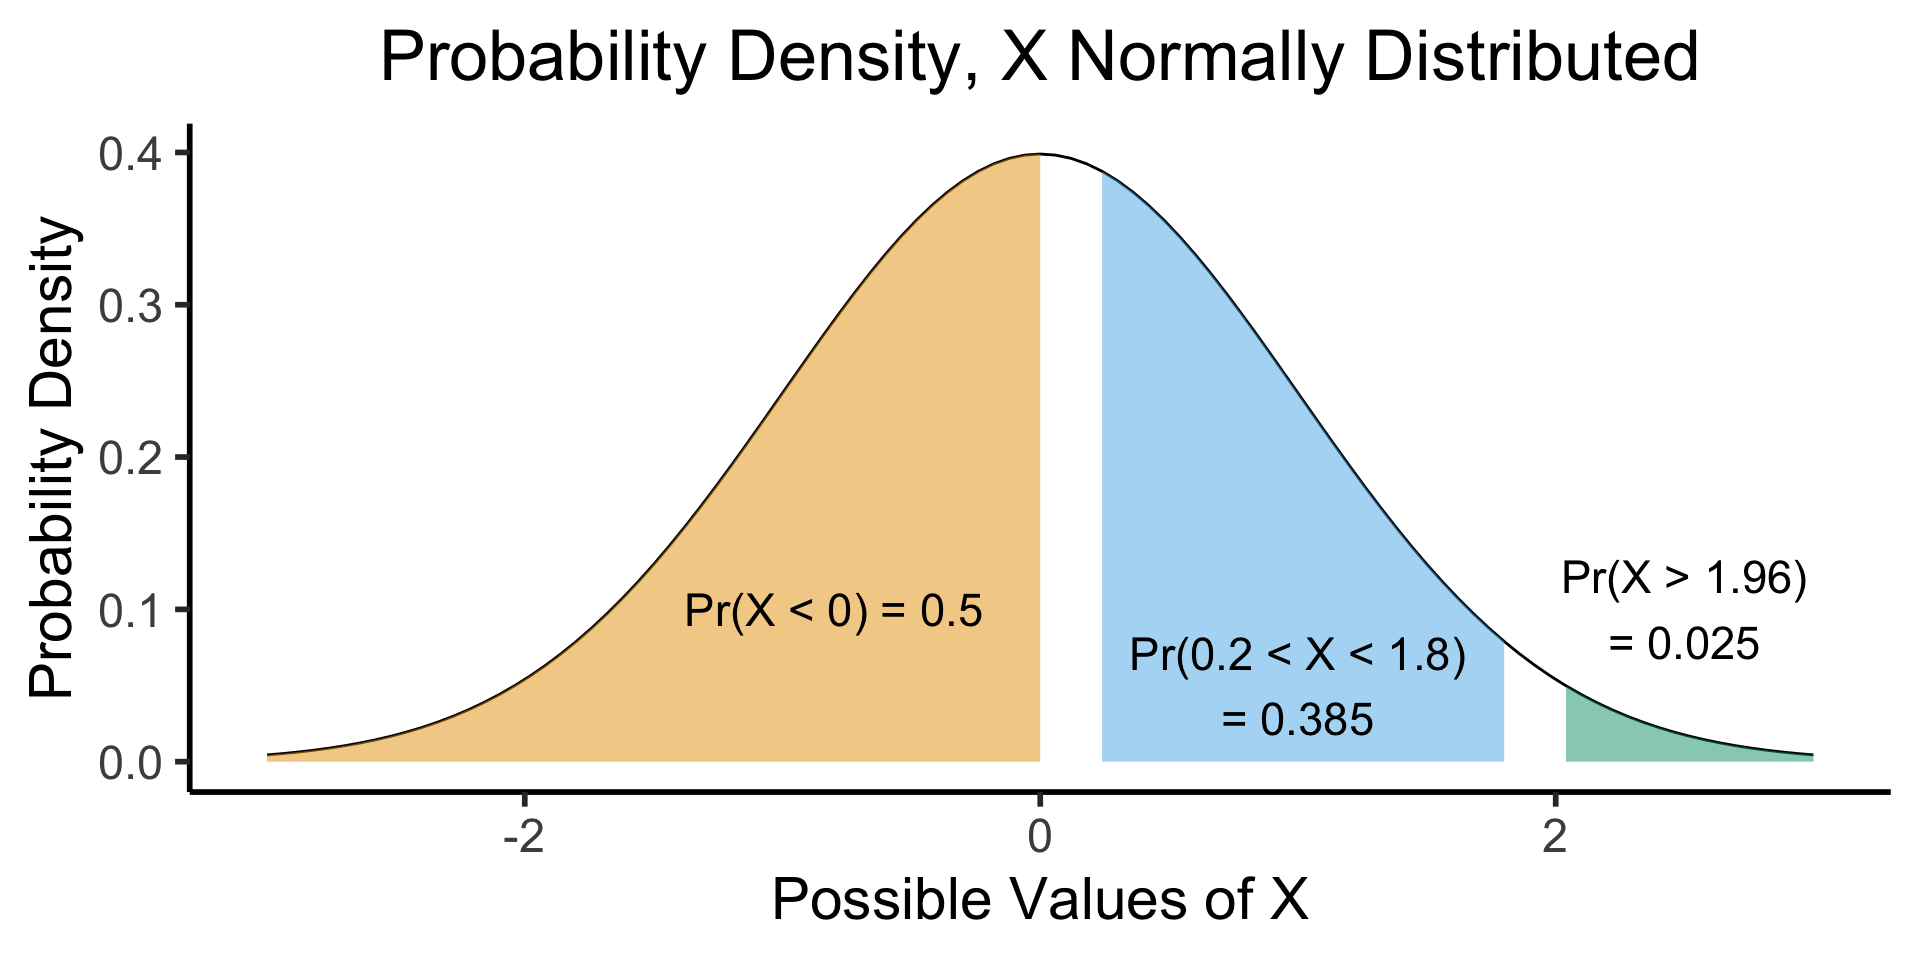 Probability Density, X Normally Distributed
Probability Density
0.4
0.3
0.2
0.1
0.0
Pr(X < 0) = 0.5
Pr(0.2 < X < 1.8)
= 0.385
Pr(X > 1.96)
= 0.025
-2
0
2
Possible Values of X